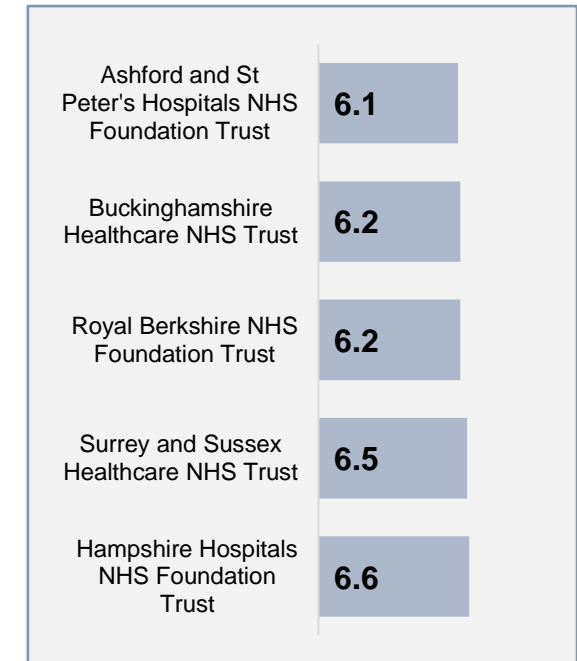 Ashford and St
Peter's Hospitals NHS
Foundation Trust
6.1
Buckinghamshire
Healthcare NHS Trust
6.2
Royal Berkshire NHS
Foundation Trust
6.2
Surrey and Sussex
Healthcare NHS Trust
6.5
Hampshire Hospitals
NHS Foundation
Trust
6.6